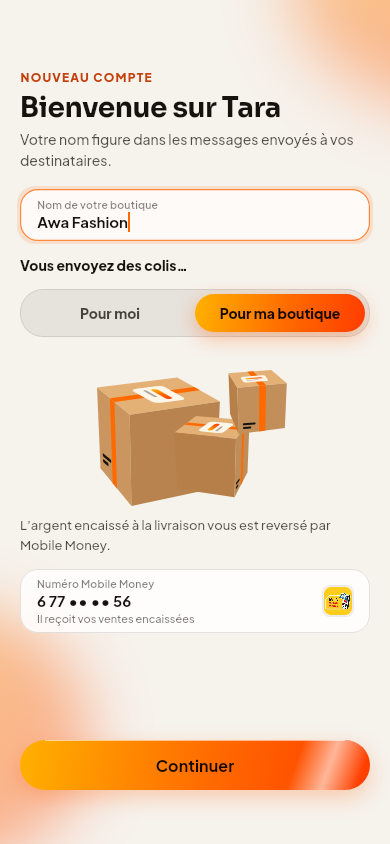 NOUVEAU COMPTE
Bienvenue sur Tara
Votre nom figure dans les messages envoyés à vos
destinataires.
Nom de votre boutique
Awa Fashion
Vous envoyez des colis…
Pour moi
Pour ma boutique
L'argent encaissé à la livraison vous est reversé par
Mobile Money.
Numéro Mobile Money
6 77 •• •• 56
Il reçoit vos ventes encaissées
Continuer